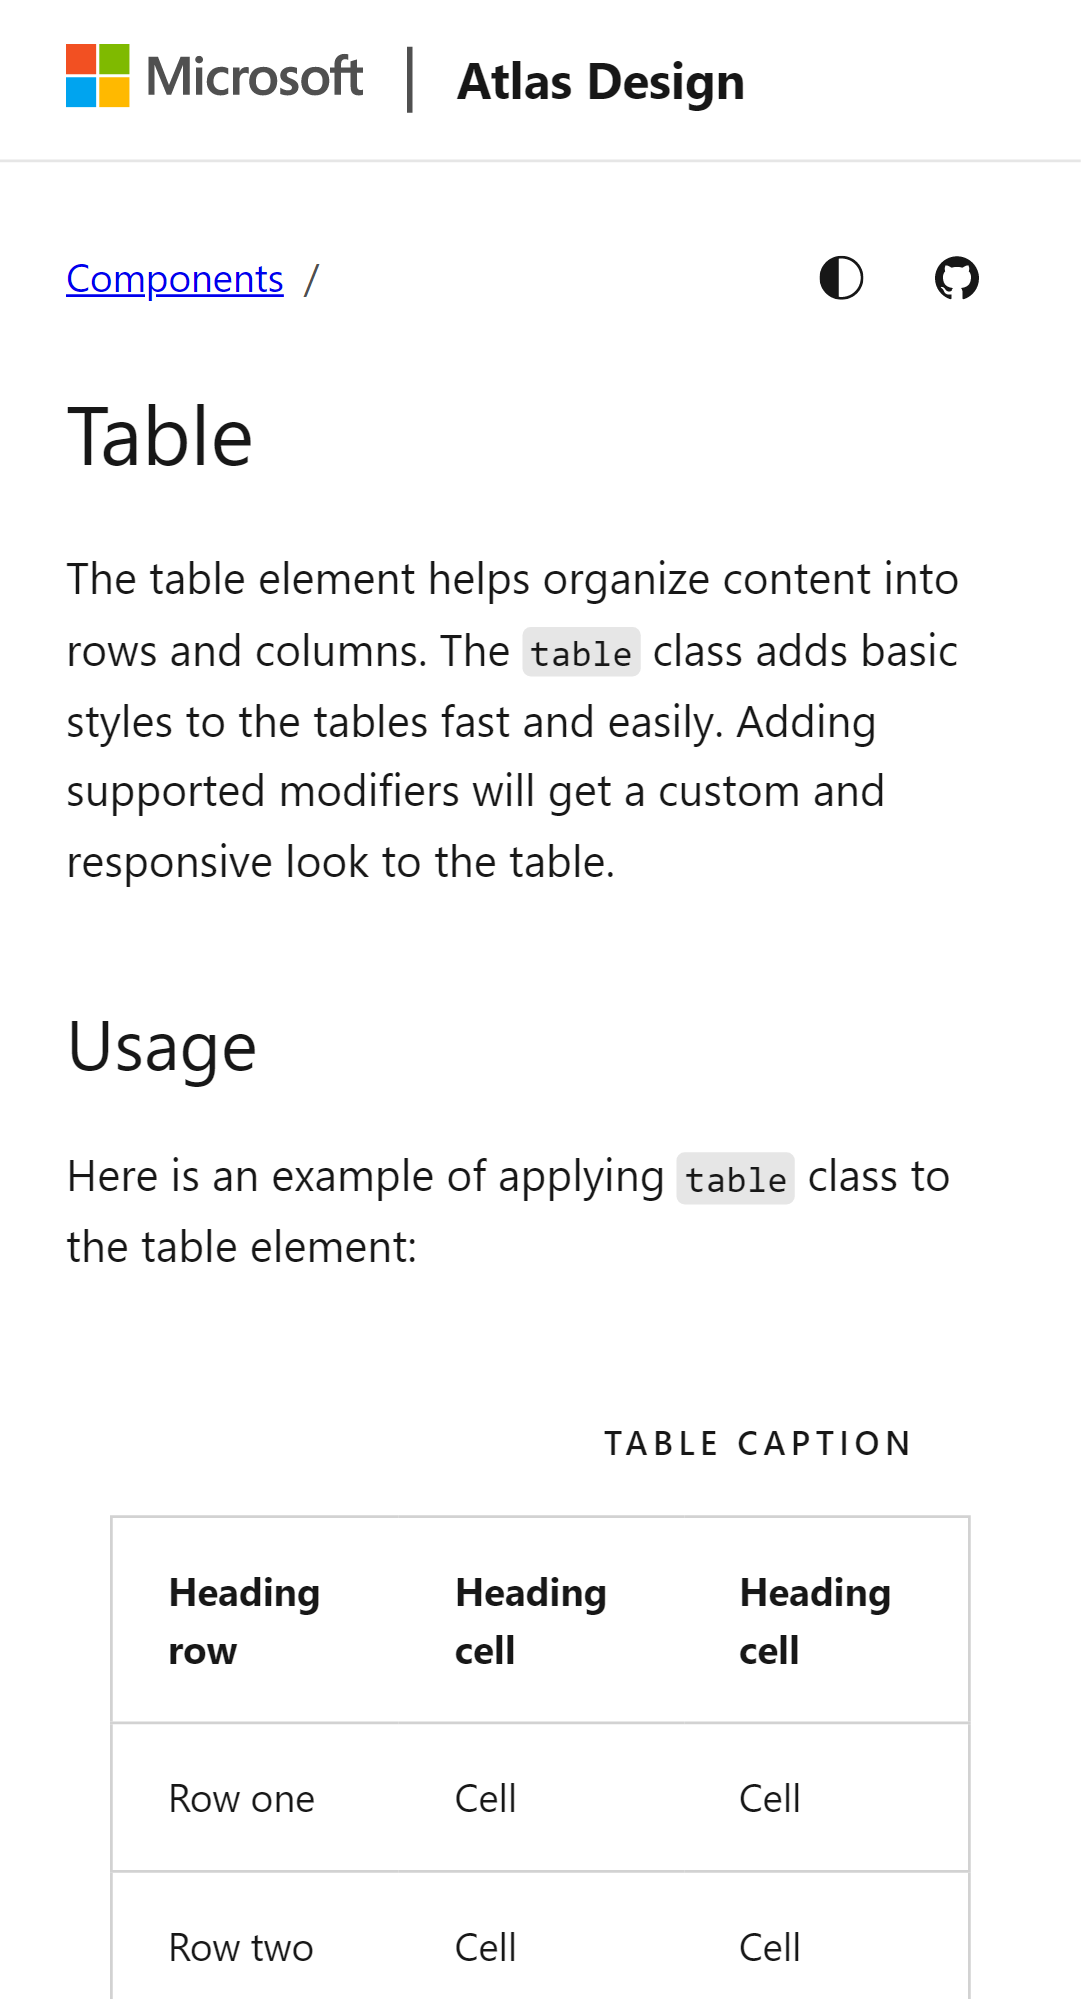 Microsoft | Atlas Design
Components /
Table
The table element helps organize content into
rows and columns. The table class adds basic
styles to the tables fast and easily. Adding
supported modifiers will get a custom and
responsive look to the table.
Usage
Here is an example of applying table class to
the table element:
TABLE CAPTION
Heading row Heading cell Heading cell
Row one Cell Cell
Row two Cell Cell